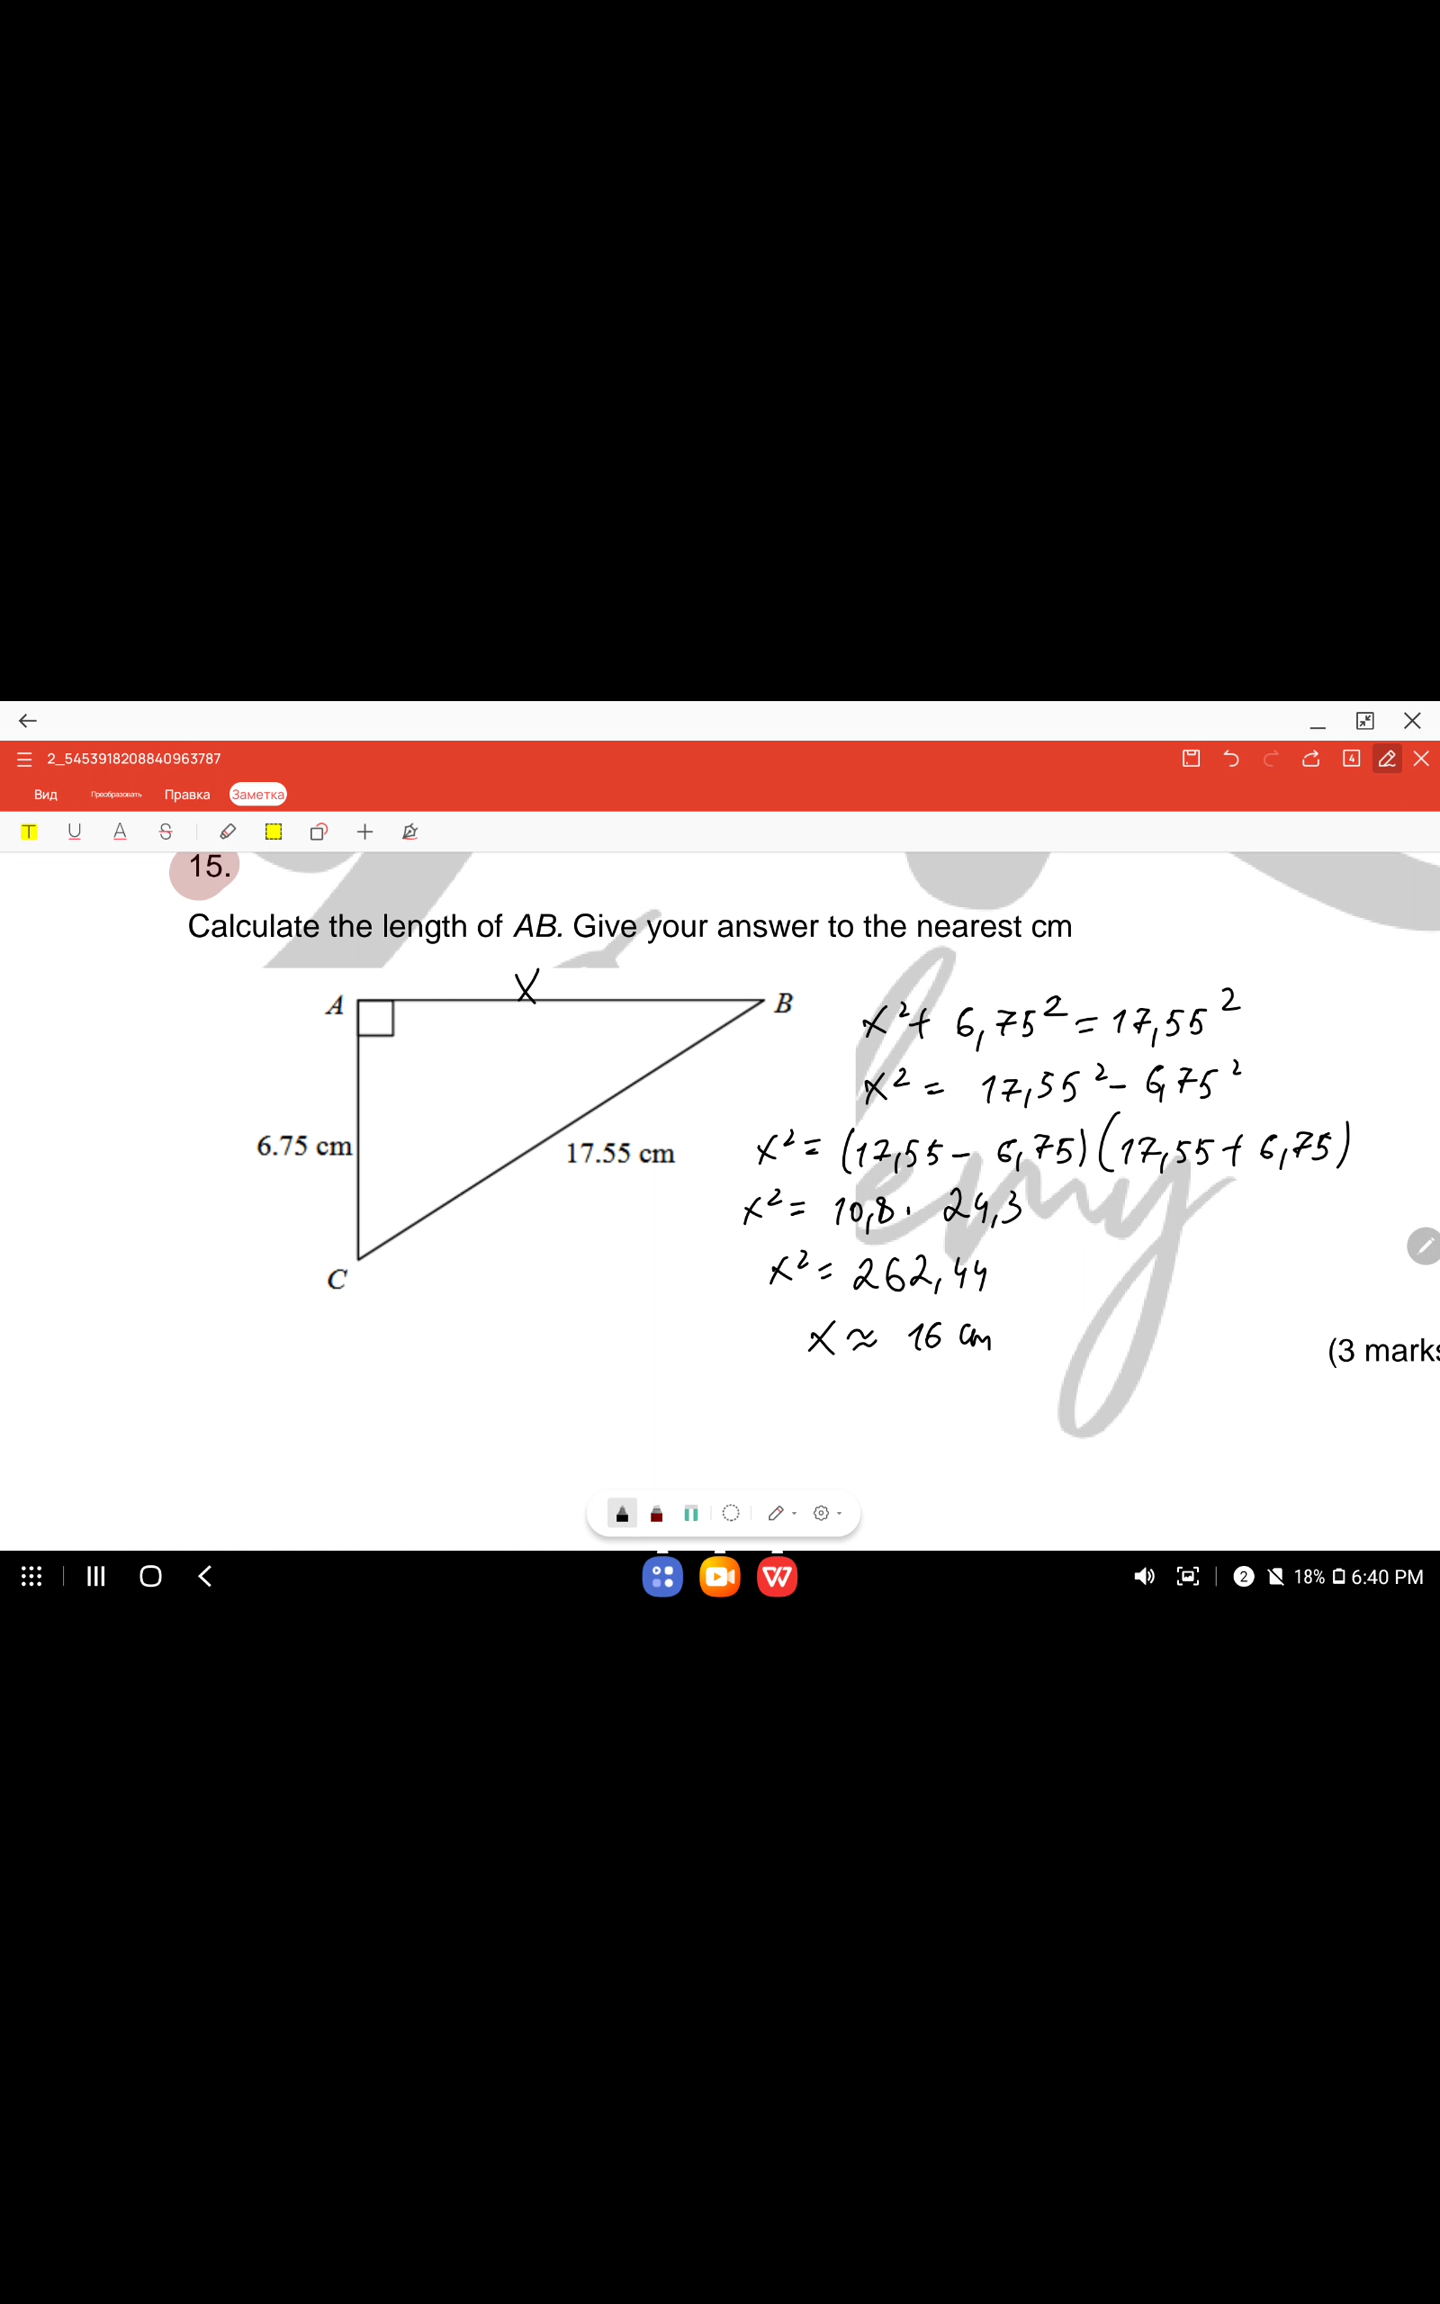 2_5453918208840963787
4
Вид Преобразовать Правка Заметка
T U A S
15.
Calculate the length of AB. Give your answer to the nearest cm
x
A
B
6.75 cm
17.55 cm
C
x² + 6,75² = 17,55²
x² = 17,55² - 6,75²
x² = (17,55 - 6,75)(17,55 + 6,75)
x² = 10,8 · 24,3
x² = 262,44
x ≈ 16 cm
(3 marks
emy
2 18% 6:40 PM